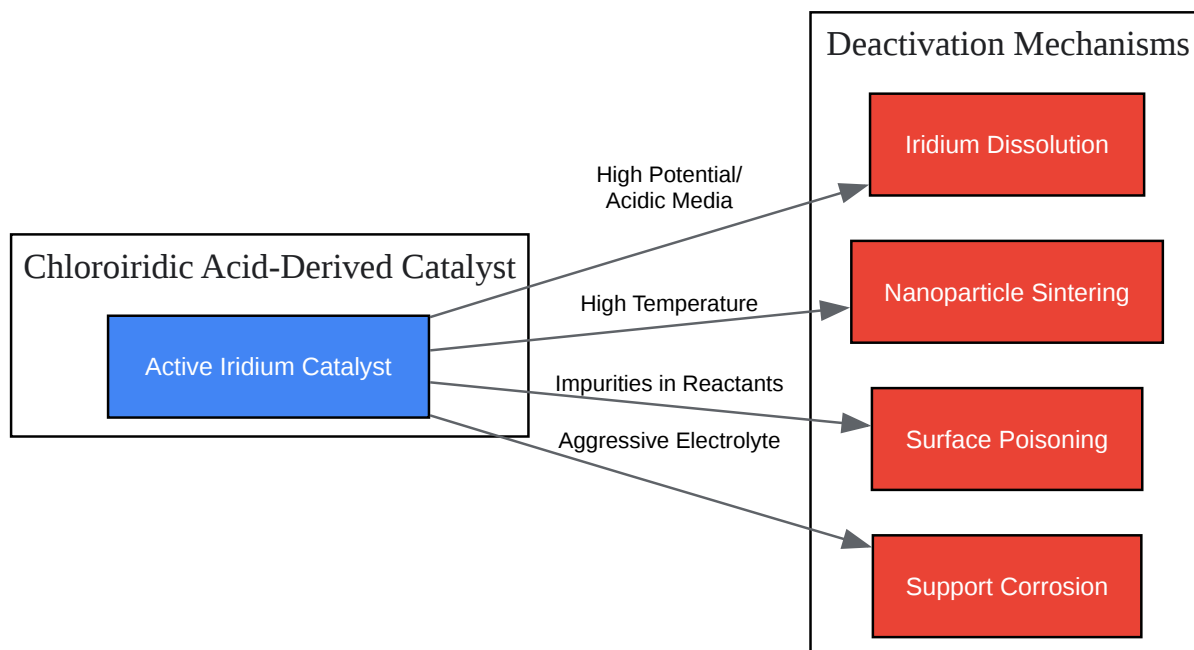 Deactivation Mechanisms
Iridium Dissolution
High Potential/
Acidic Media
Chloroiridic Acid-Derived Catalyst
Nanoparticle Sintering
High Temperature
Active Iridium Catalyst
Impurities in Reactants
Surface Poisoning
Aggressive Electrolyte
Support Corrosion